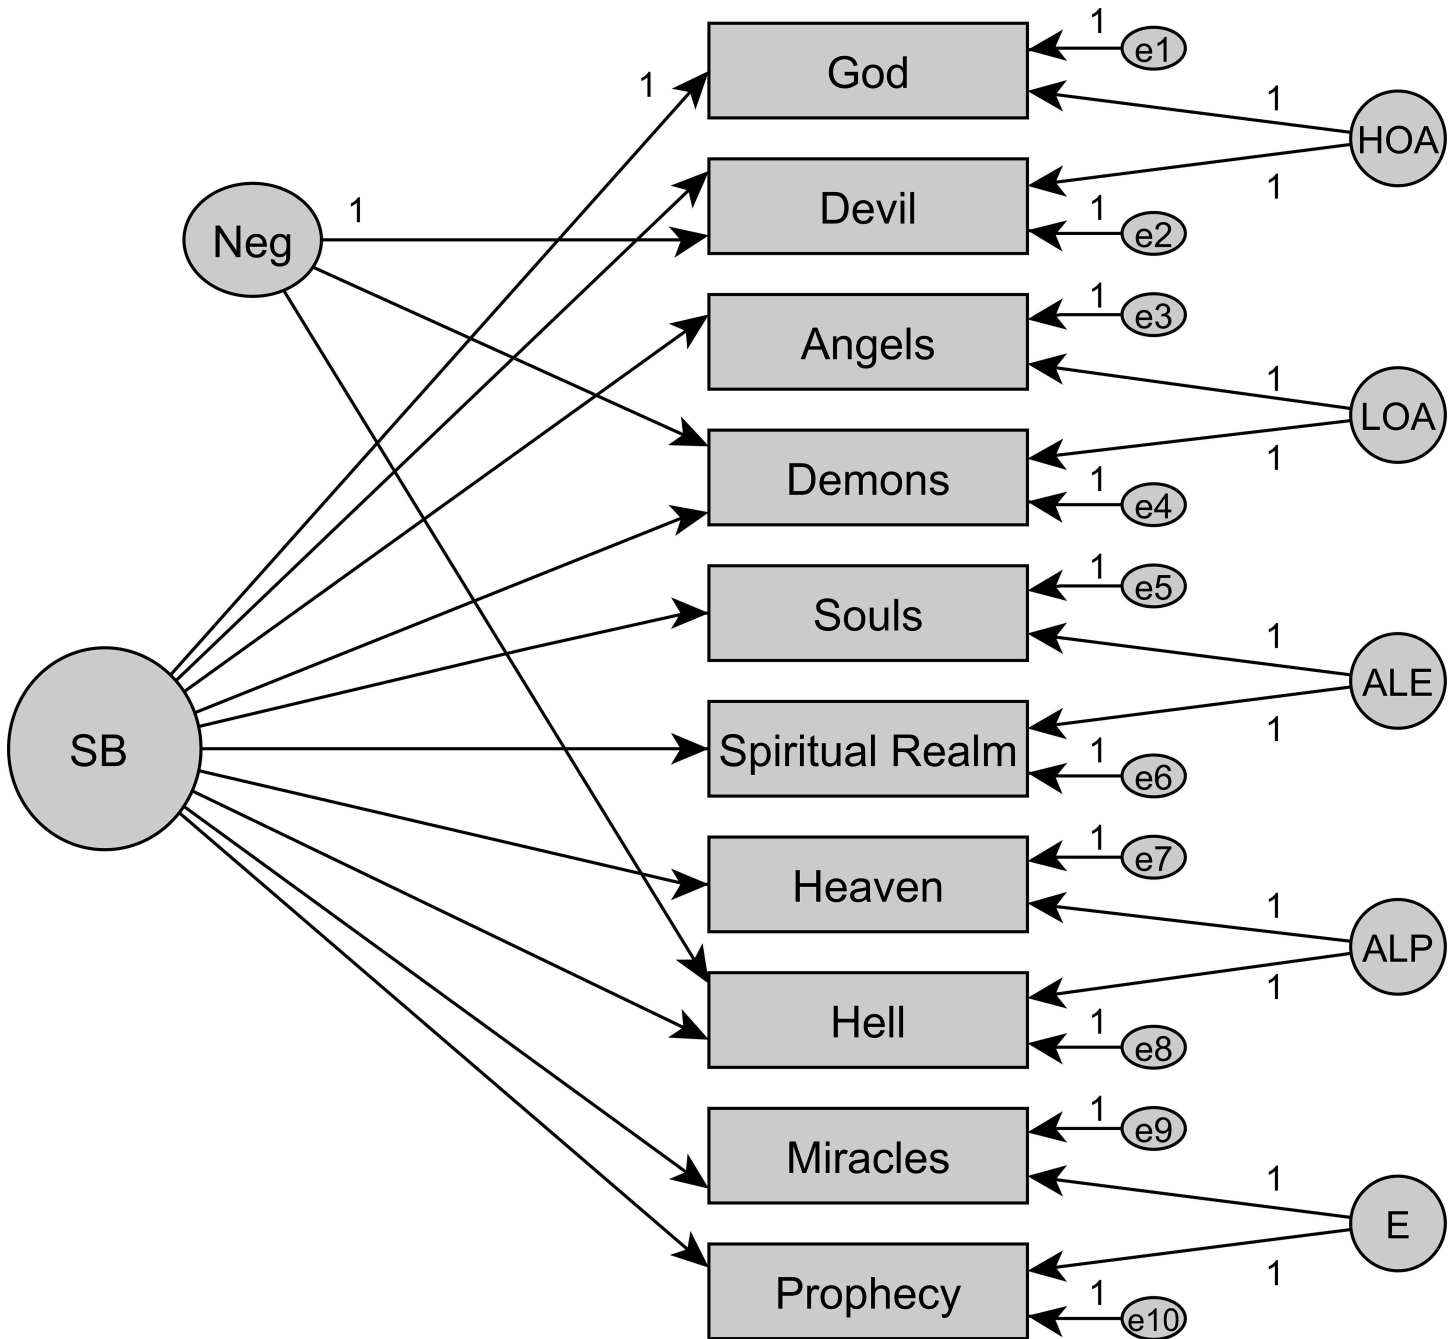 1
e1
God
1
1
HOA
Devil
1
1
e2
Neg
1
1
e3
Angels
1
LOA
Demons
1
1
e4
1
e5
Souls
1
ALE
SB
Spiritual Realm
1
1
e6
1
e7
Heaven
1
ALP
Hell
1
1
e8
1
e9
Miracles
1
E
Prophecy
1
1
e10